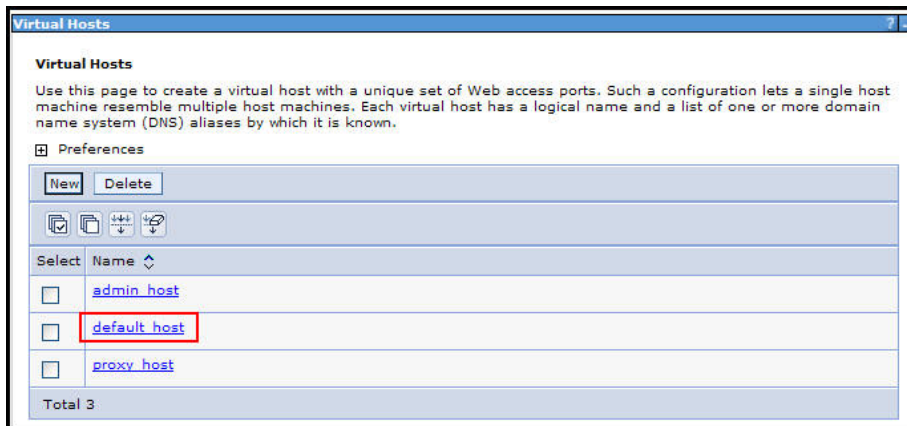 Virtual Hosts
?
Virtual Hosts
Use this page to create a virtual host with a unique set of Web access ports. Such a configuration lets a single host
machine resemble multiple host machines. Each virtual host has a logical name and a list of one or more domain
name system (DNS) aliases by which it is known.
Preferences
New Delete
Select Name
admin_host
default_host
proxy_host
Total 3